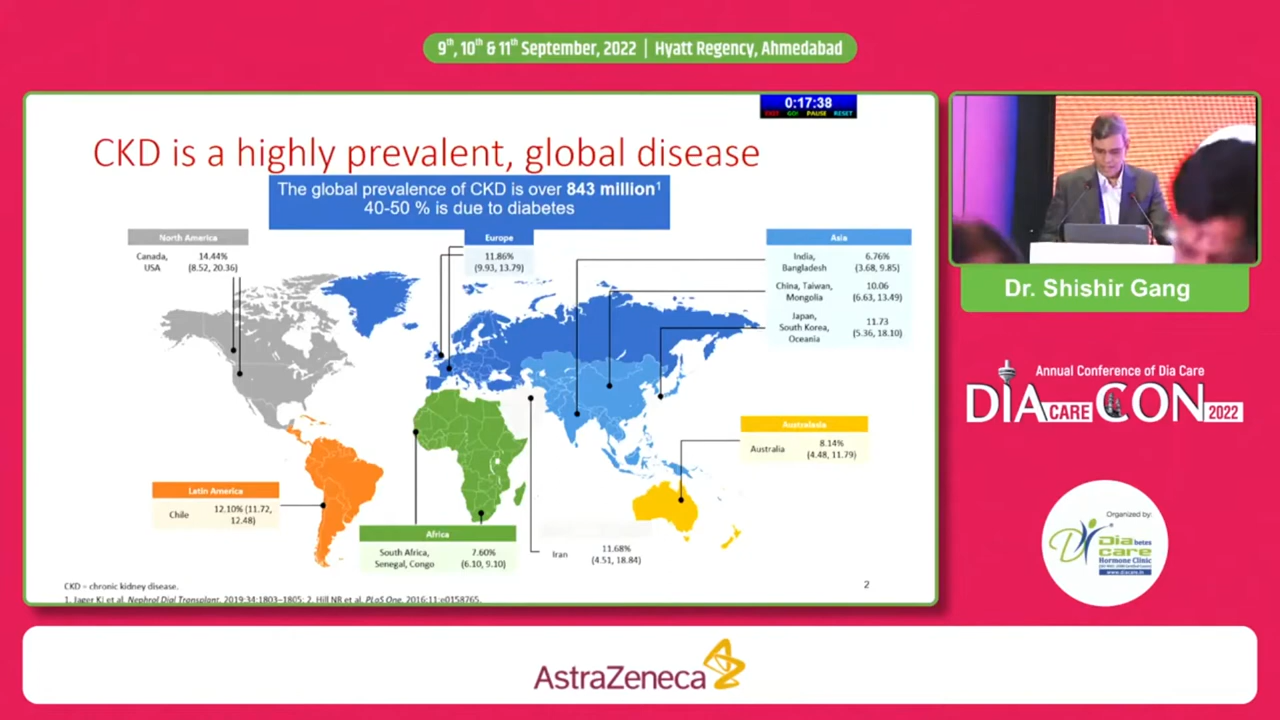 9th, 10th & 11th September, 2022 | Hyatt Regency, Ahmedabad
0:17:38
EXIT GO! PAUSE RESET
CKD is a highly prevalent, global disease
The global prevalence of CKD is over 843 million1
40-50 % is due to diabetes
North America
Canada, USA
14.44%
(8.52, 20.36)
Europe
11.86%
(9.93, 13.79)
Asia
India, Bangladesh
6.76%
(3.68, 9.85)
China, Taiwan, Mongolia
10.06
(6.63, 13.49)
Japan, South Korea, Oceania
11.73
(5.36, 18.10)
Australasia
Australia
8.14%
(4.48, 11.79)
Latin America
Chile
12.10% (11.72, 12.48)
Africa
South Africa, Senegal, Congo
7.60%
(6.10, 9.10)
Iran
11.68%
(4.51, 18.84)
CKD = chronic kidney disease.
1. Jager KJ et al. Nephrol Dial Transplant. 2019;34:1803–1805; 2. Hill NR et al. PLoS One. 2016;11:e0158765.
2
Dr. Shishir Gang
Annual Conference of Dia Care
DIA CARE CON 2022
Organized by:
Diabetes
care
Hormone Clinic
www.diacare.in
AstraZeneca